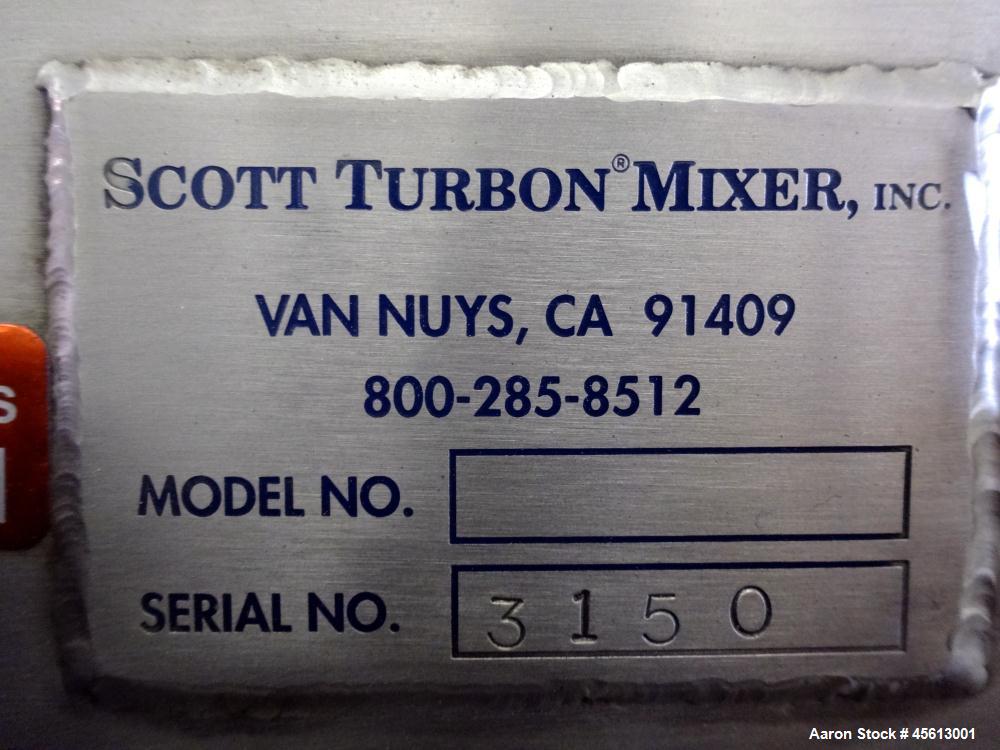 SCOTT TURBON® MIXER, INC.
VAN NUYS, CA 91409
800-285-8512
MODEL NO.
SERIAL NO. 3150
S
Aaron Stock # 45613001